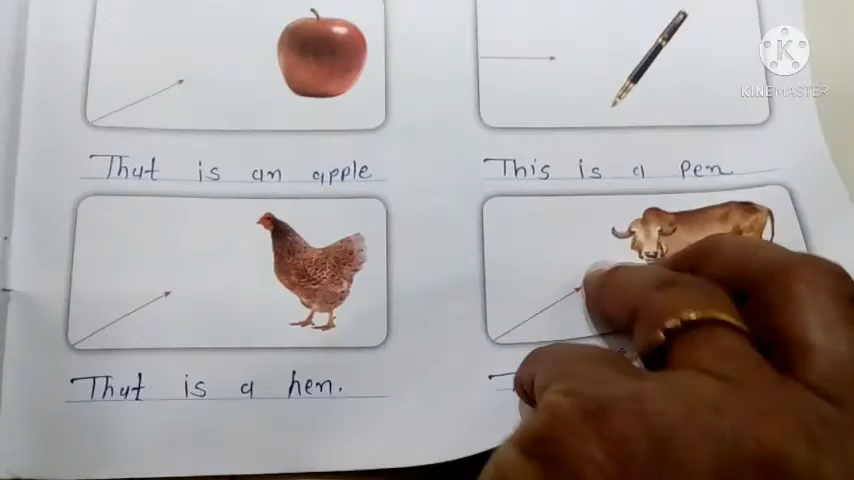 K
KINEMASTER
That is an apple
This is a pen
That is a hen.